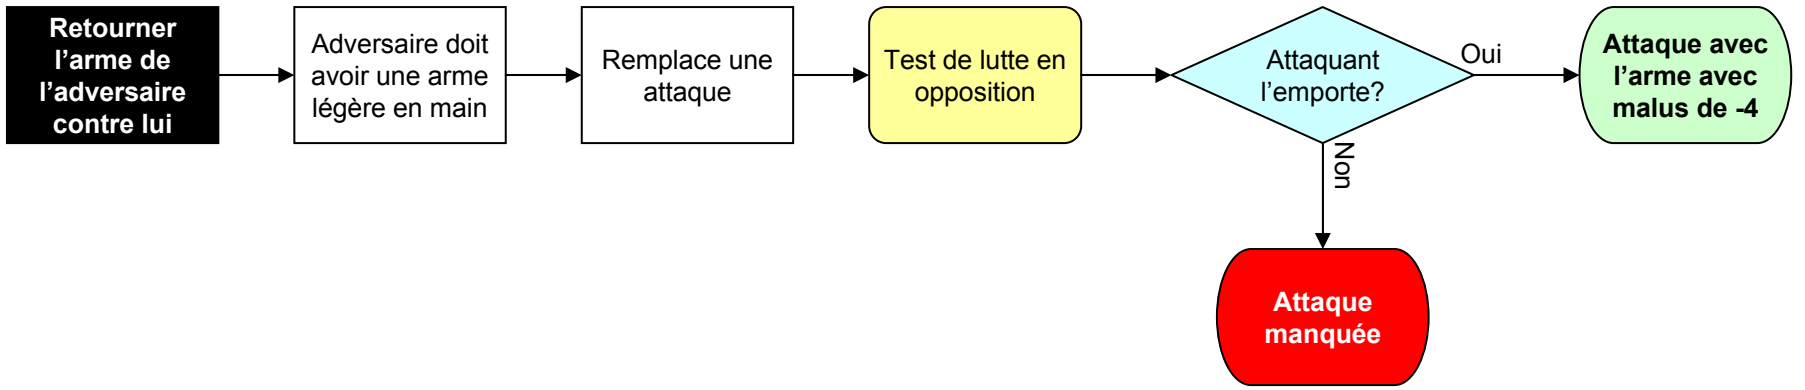 Retourner
l’arme de
l’adversaire
contre lui
Adversaire doit
avoir une arme
légère en main
Remplace une
attaque
Test de lutte en
opposition
Attaquant
l’emporte?
Oui
Attaque avec
l’arme avec
malus de -4
Non
Attaque
manquée